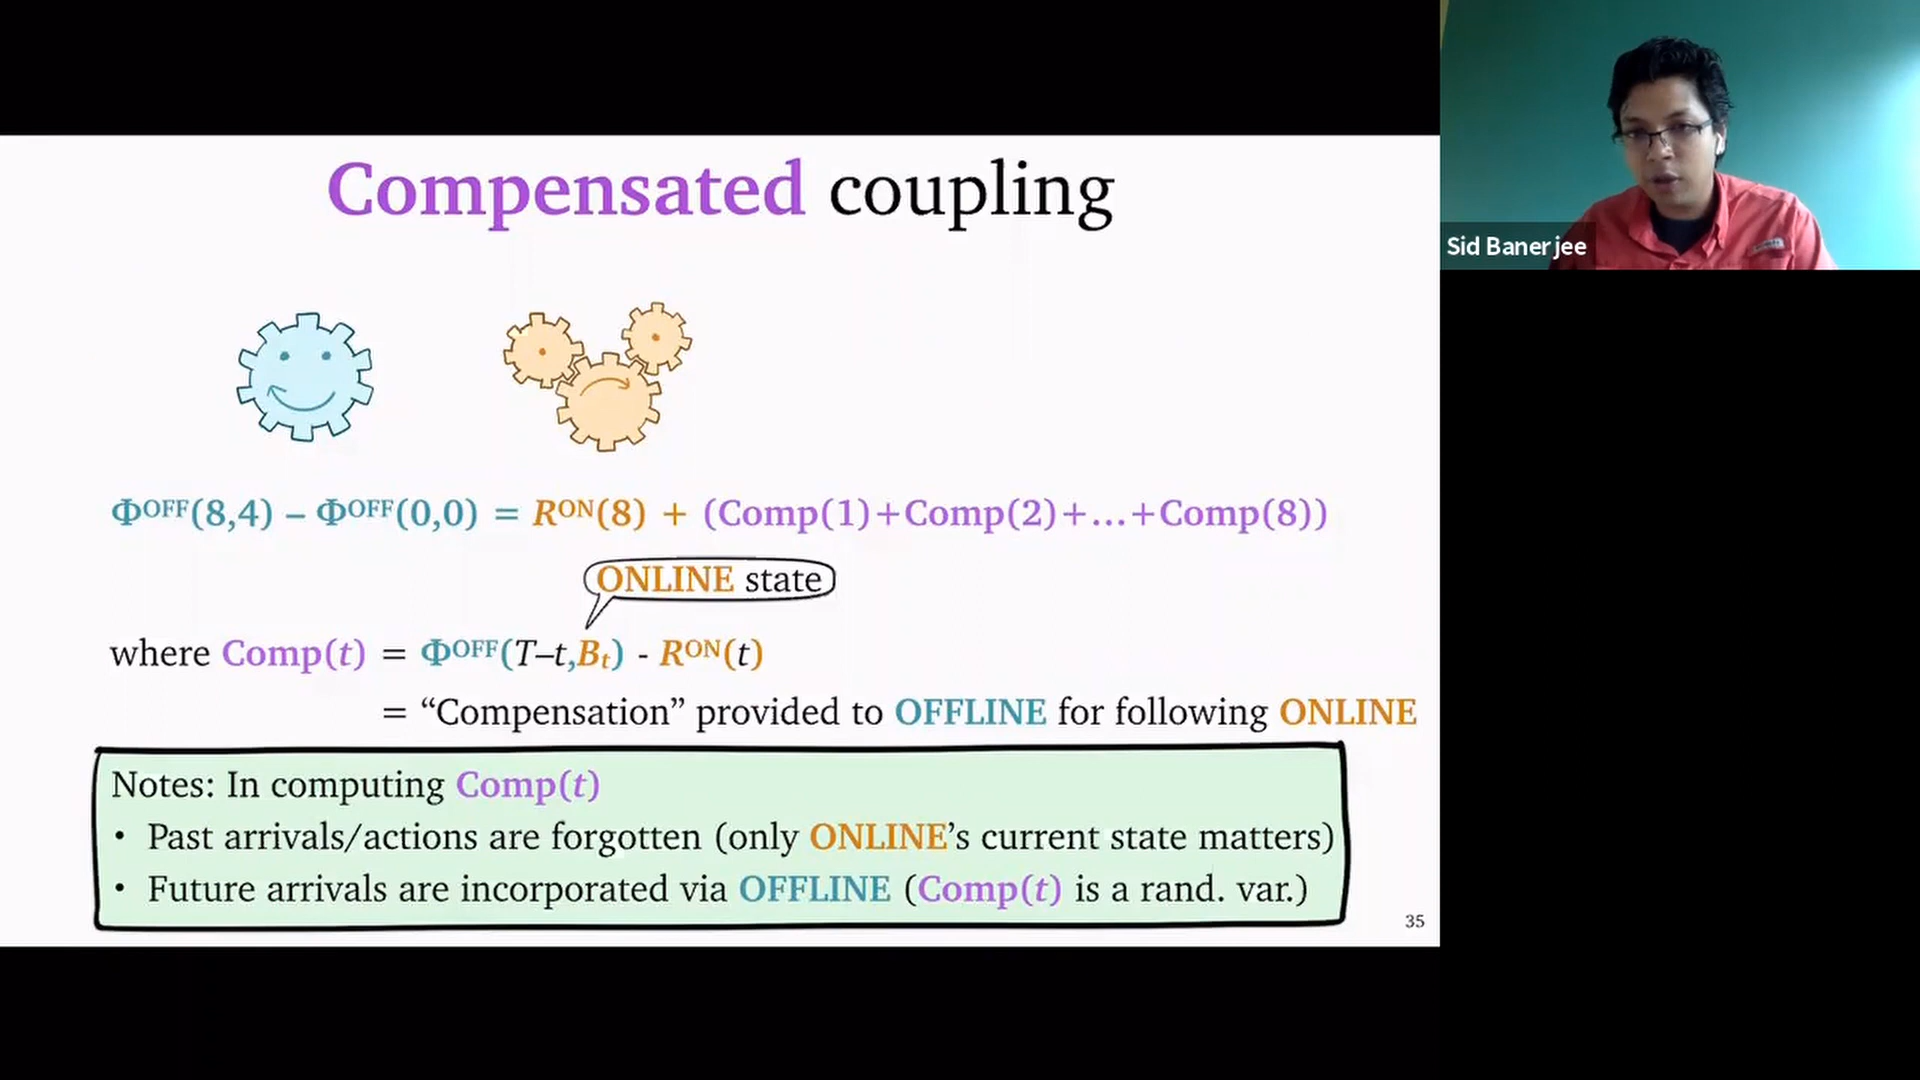 Compensated coupling
Φᴼᶠᶠ(8,4) – Φᴼᶠᶠ(0,0) = Rᴼᴺ(8) + (Comp(1)+Comp(2)+...+Comp(8))
ONLINE state
where Comp(t) = Φᴼᶠᶠ(T–t,Bₜ) - Rᴼᴺ(t)
= “Compensation” provided to OFFLINE for following ONLINE
Notes: In computing Comp(t)
• Past arrivals/actions are forgotten (only ONLINE’s current state matters)
• Future arrivals are incorporated via OFFLINE (Comp(t) is a rand. var.)
35
Sid Banerjee